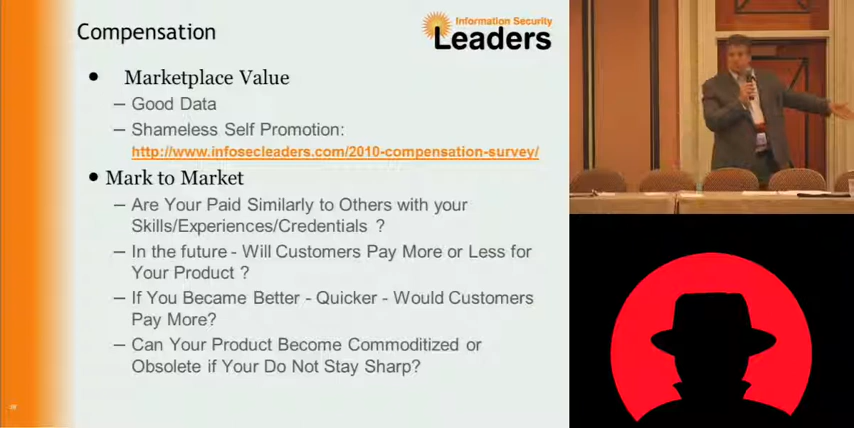 Compensation
Information Security
Leaders
• Marketplace Value
– Good Data
– Shameless Self Promotion:
http://www.infosecleaders.com/2010-compensation-survey/
• Mark to Market
– Are Your Paid Similarly to Others with your
Skills/Experiences/Credentials ?
– In the future - Will Customers Pay More or Less for
Your Product ?
– If You Became Better - Quicker - Would Customers
Pay More?
– Can Your Product Become Commoditized or
Obsolete if Your Do Not Stay Sharp?